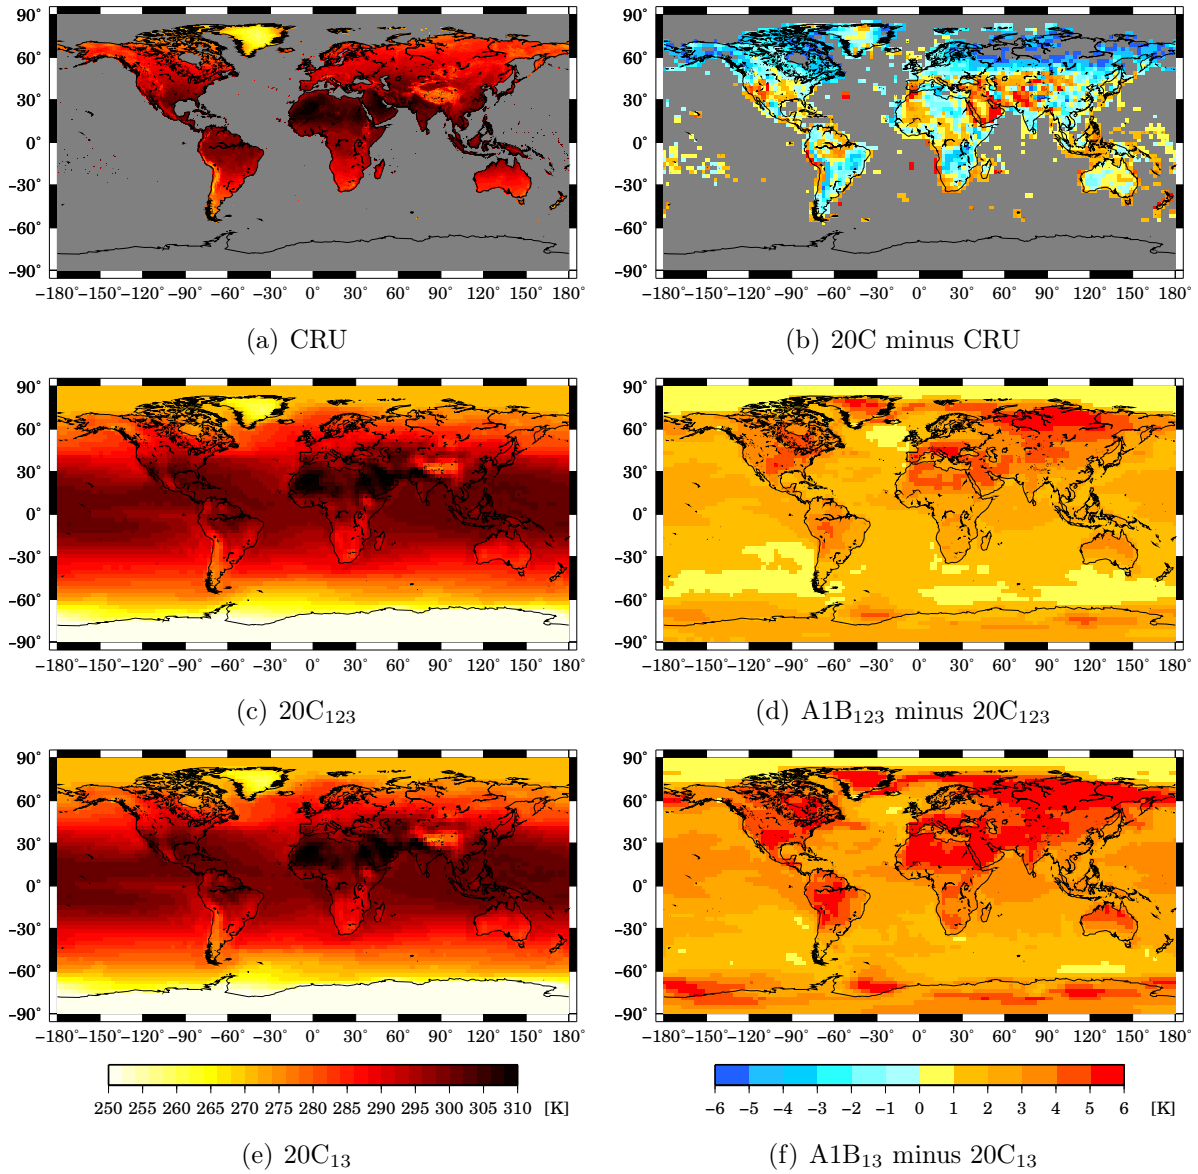 90° 60° 30° 0° −30° −60° −90°
−180 −150 −120 −90 −60 −30 0° 30° 60° 90° 120° 150° 180°
(a) CRU
90° 60° 30° 0° −30° −60° −90°
−180 −150 −120 −90 −60 −30 0° 30° 60° 90° 120° 150° 180°
(b) 20C minus CRU
90° 60° 30° 0° −30° −60° −90°
−180 −150 −120 −90 −60 −30 0° 30° 60° 90° 120° 150° 180°
(c) 20C₁₂₃
90° 60° 30° 0° −30° −60° −90°
−180 −150 −120 −90 −60 −30 0° 30° 60° 90° 120° 150° 180°
(d) A1B₁₂₃ minus 20C₁₂₃
90° 60° 30° 0° −30° −60° −90°
−180 −150 −120 −90 −60 −30 0° 30° 60° 90° 120° 150° 180°
250 255 260 265 270 275 280 285 290 295 300 305 310 [K]
(e) 20C₁₃
90° 60° 30° 0° −30° −60° −90°
−180 −150 −120 −90 −60 −30 0° 30° 60° 90° 120° 150° 180°
−6 −5 −4 −3 −2 −1 0 1 2 3 4 5 6 [K]
(f) A1B₁₃ minus 20C₁₃